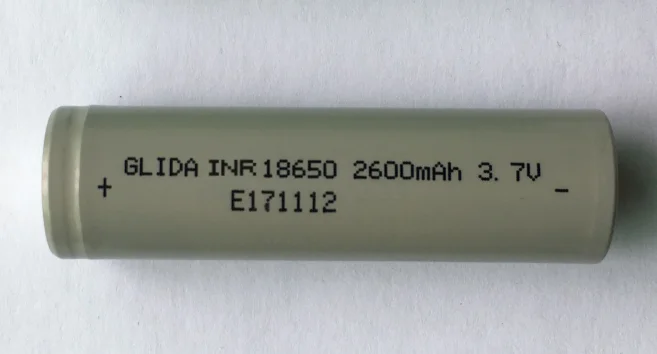 GLIDA INR18650 2600mAh 3.7V
+ -
E171112